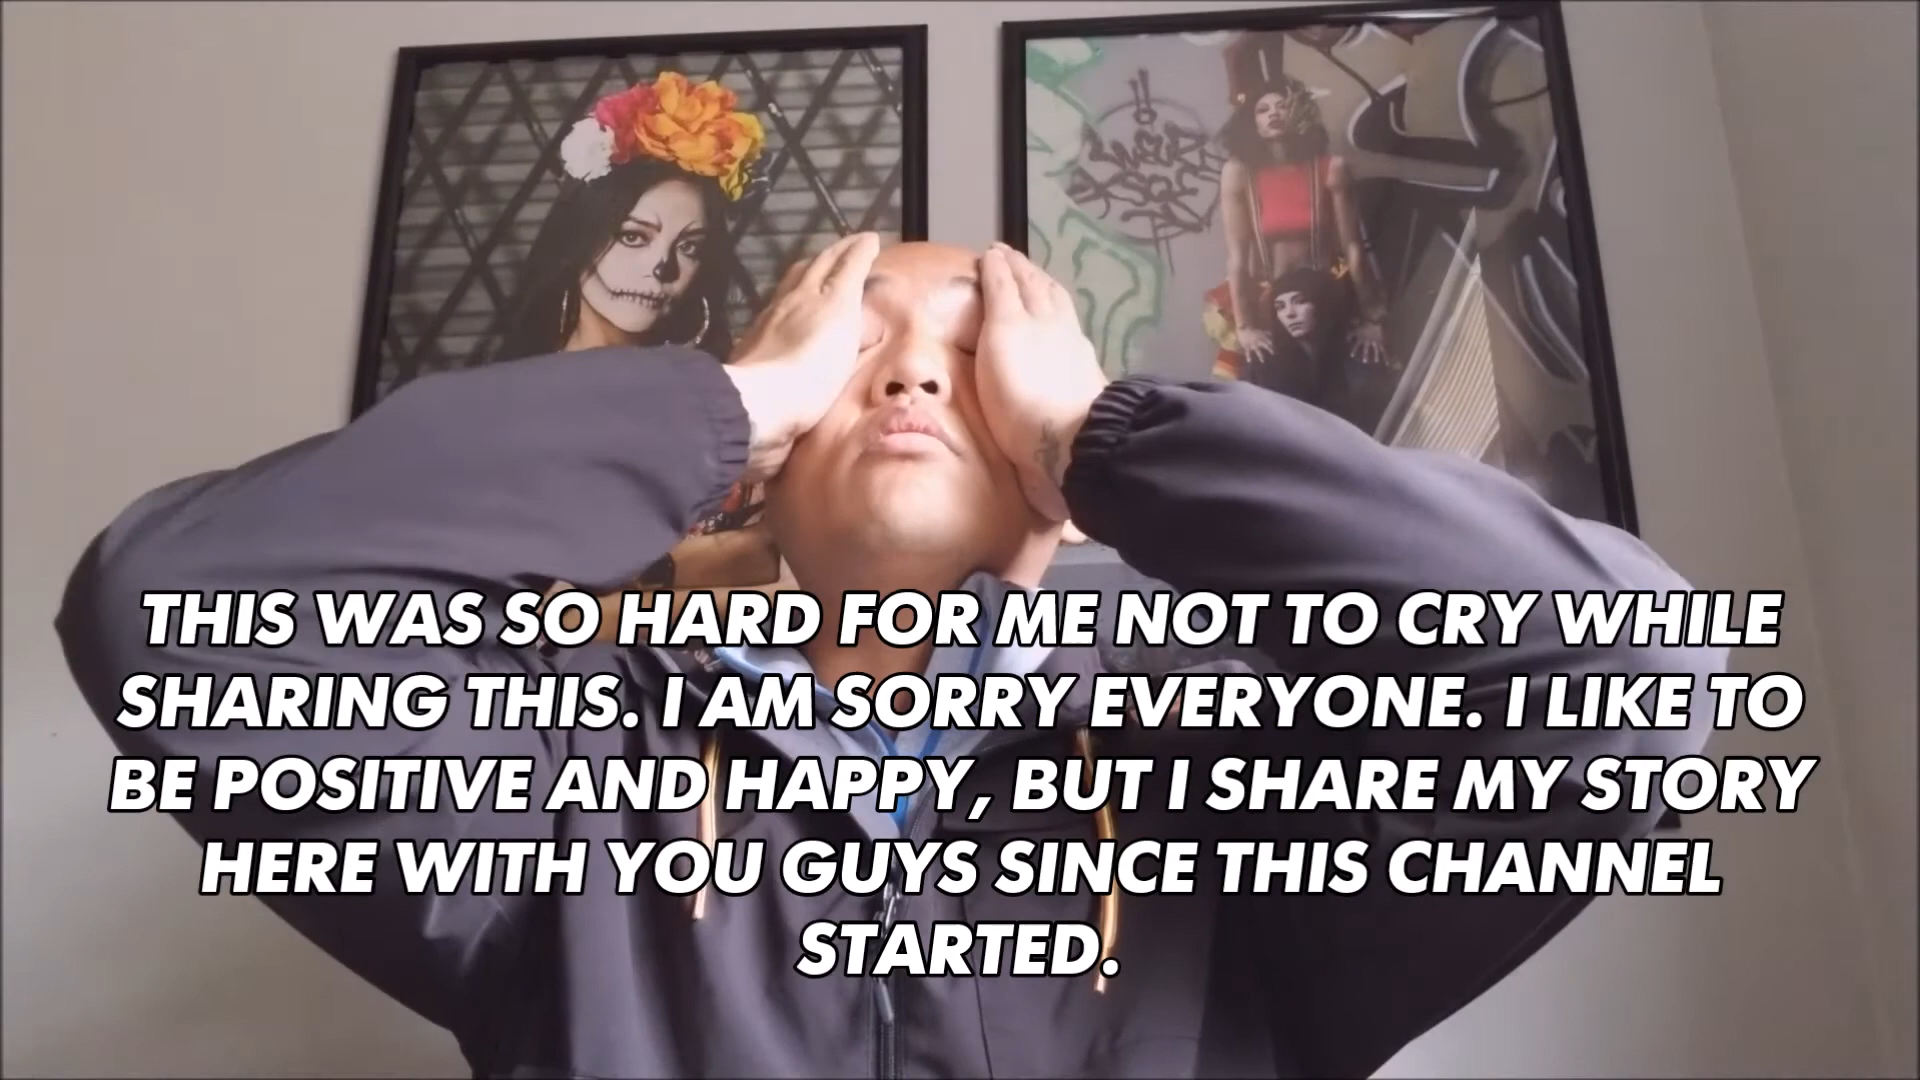 THIS WAS SO HARD FOR ME NOT TO CRY WHILE
SHARING THIS. I AM SORRY EVERYONE. I LIKE TO
BE POSITIVE AND HAPPY, BUT I SHARE MY STORY
HERE WITH YOU GUYS SINCE THIS CHANNEL
STARTED.